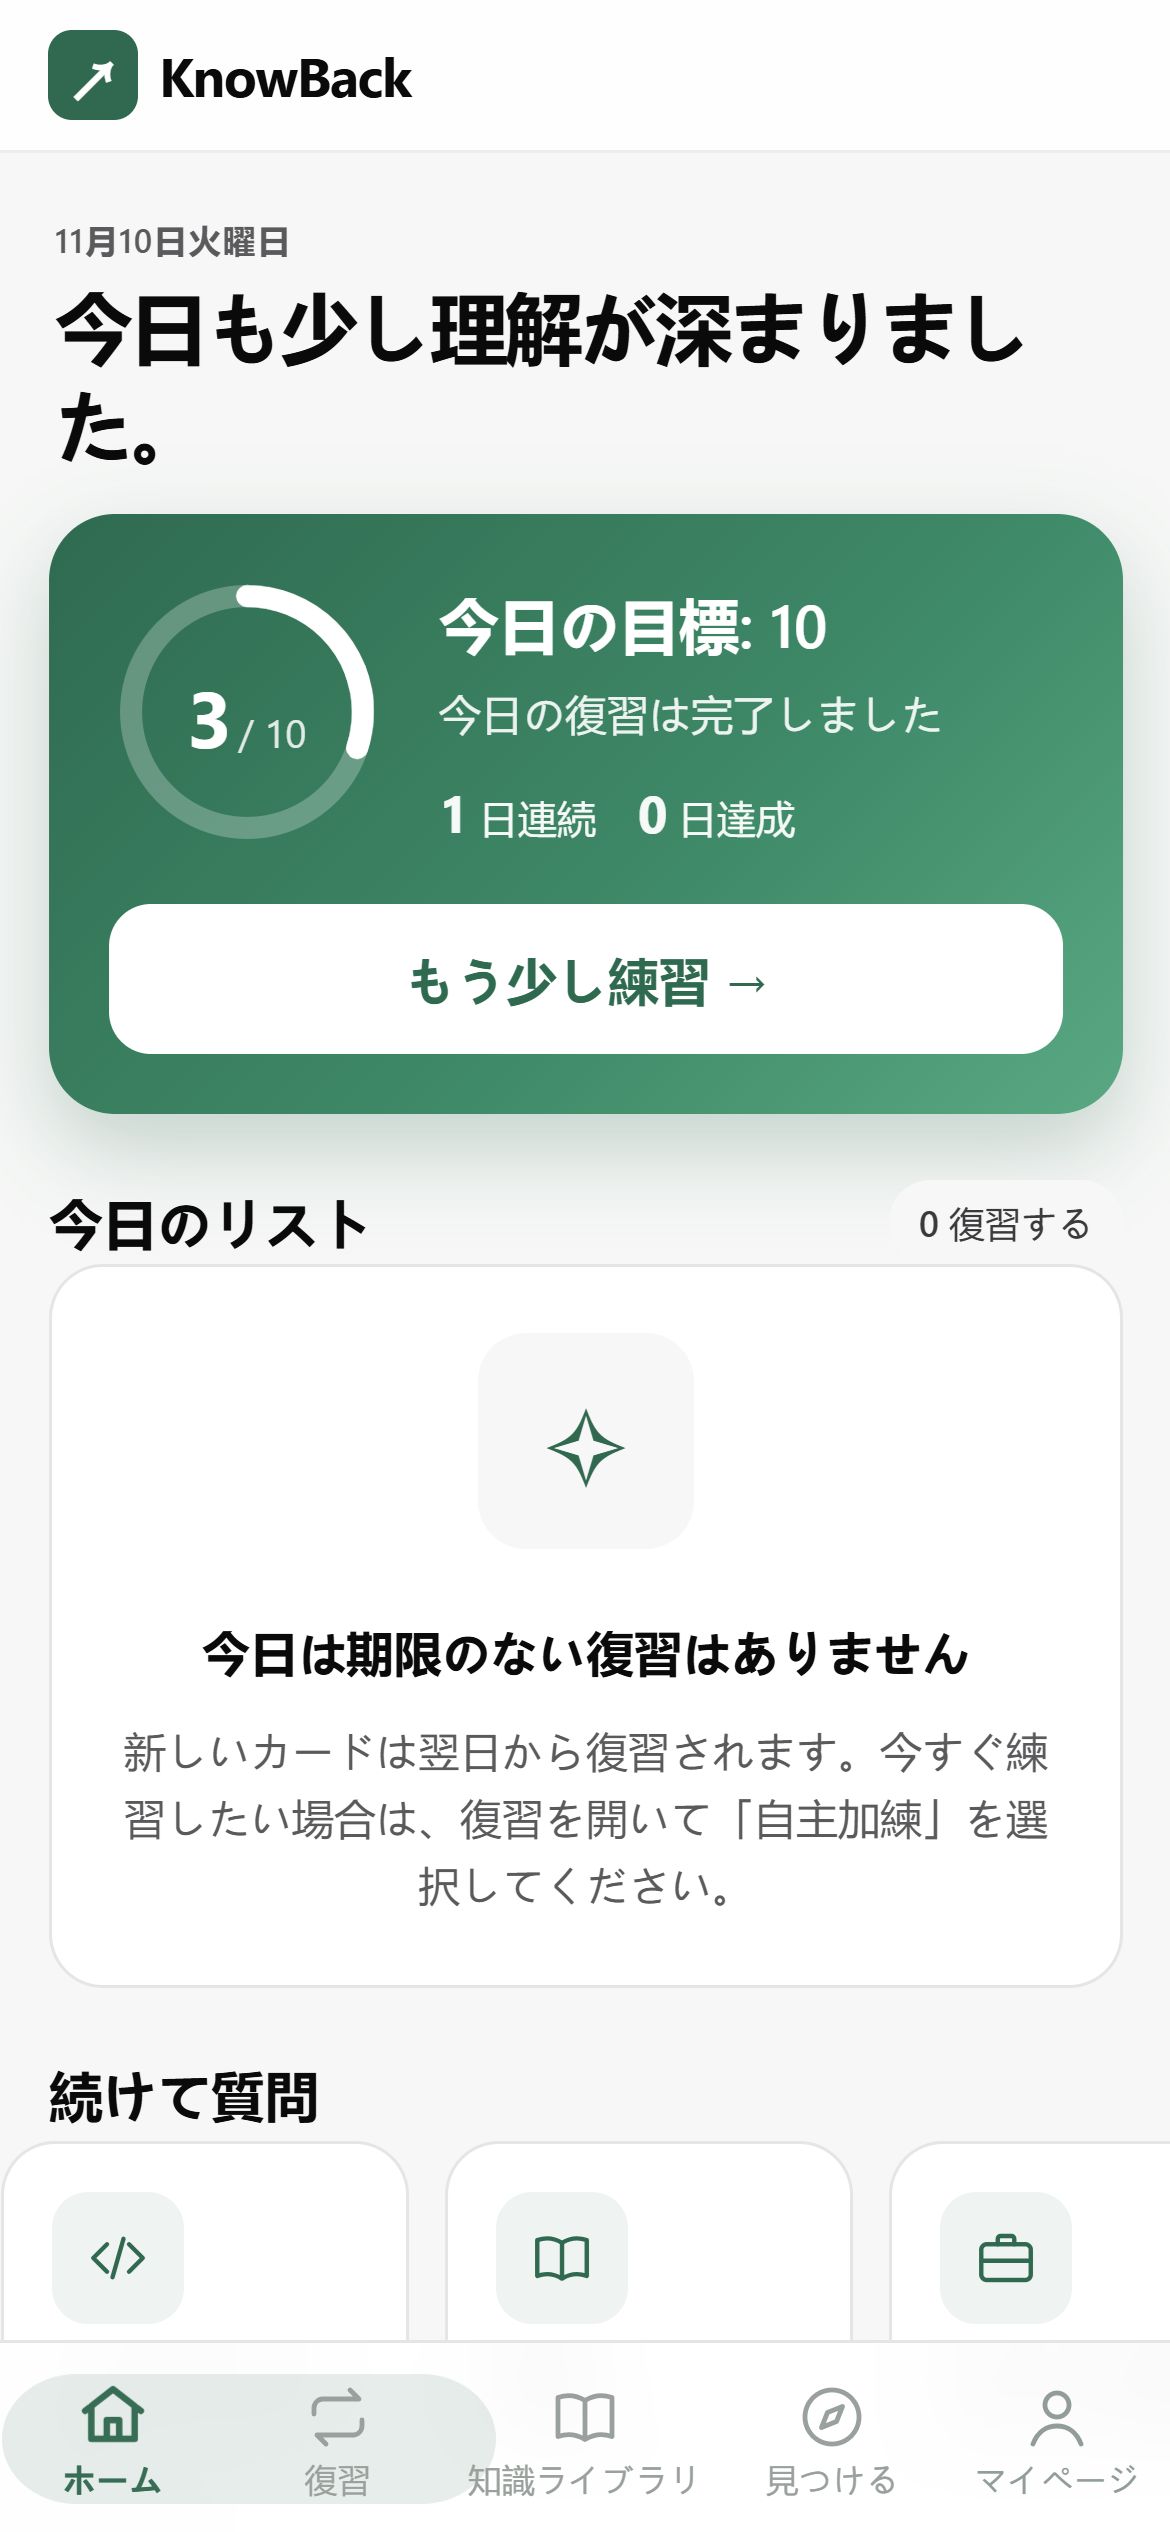 KnowBack
11月10日火曜日
今日も少し理解が深まりまし
た。
3 / 10
今日の目標: 10
今日の復習は完了しました
1 日連続 0 日達成
もう少し練習 →
今日のリスト
0 復習する
今日は期限のない復習はありません
新しいカードは翌日から復習されます。今すぐ練
習したい場合は、復習を開いて「自主加練」を選
択してください。
続けて質問
ホーム
復習
知識ライブラリ
見つける
マイページ